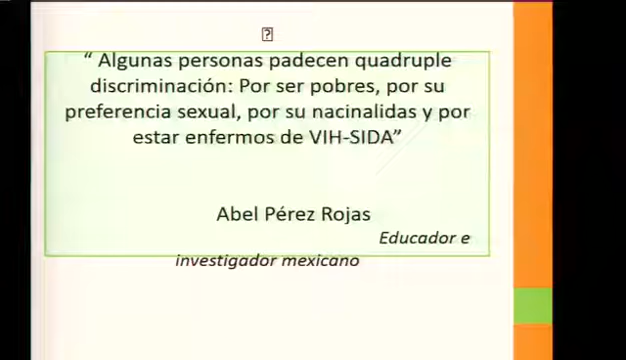 “ Algunas personas padecen quadruple
discriminación: Por ser pobres, por su
preferencia sexual, por su nacinalidas y por
estar enfermos de VIH-SIDA”
Abel Pérez Rojas
Educador e
investigador mexicano